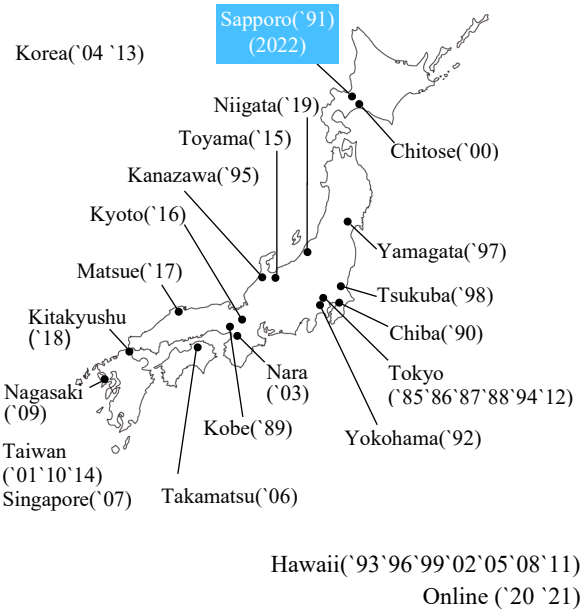 Sapporo(`91)
(2022)
Korea(`04 `13)
Niigata(`19)
Toyama(`15)
Chitose(`00)
Kanazawa(`95)
Kyoto(`16)
Yamagata(`97)
Matsue(`17)
Tsukuba(`98)
Kitakyushu
(`18)
Chiba(`90)
Nara
(`03)
Tokyo
(`85`86`87`88`94`12)
Nagasaki
(`09)
Kobe(`89)
Yokohama(`92)
Taiwan
(`01`10`14)
Singapore(`07)
Takamatsu(`06)
Hawaii(`93`96`99`02`05`08`11)
Online (`20 `21)